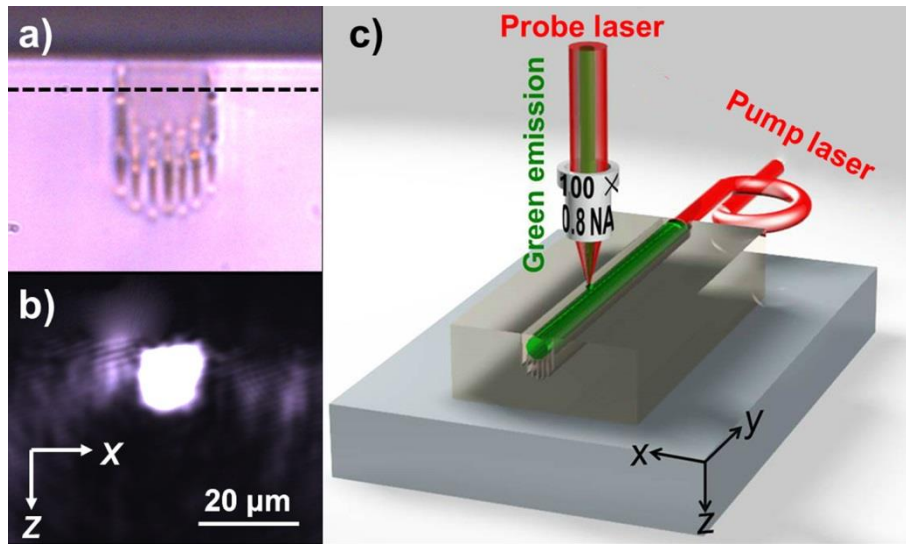 a)
b)
x
z
20 µm
c)
Probe laser
Green emission
Pump laser
100 ×
0.8 NA
x
y
z